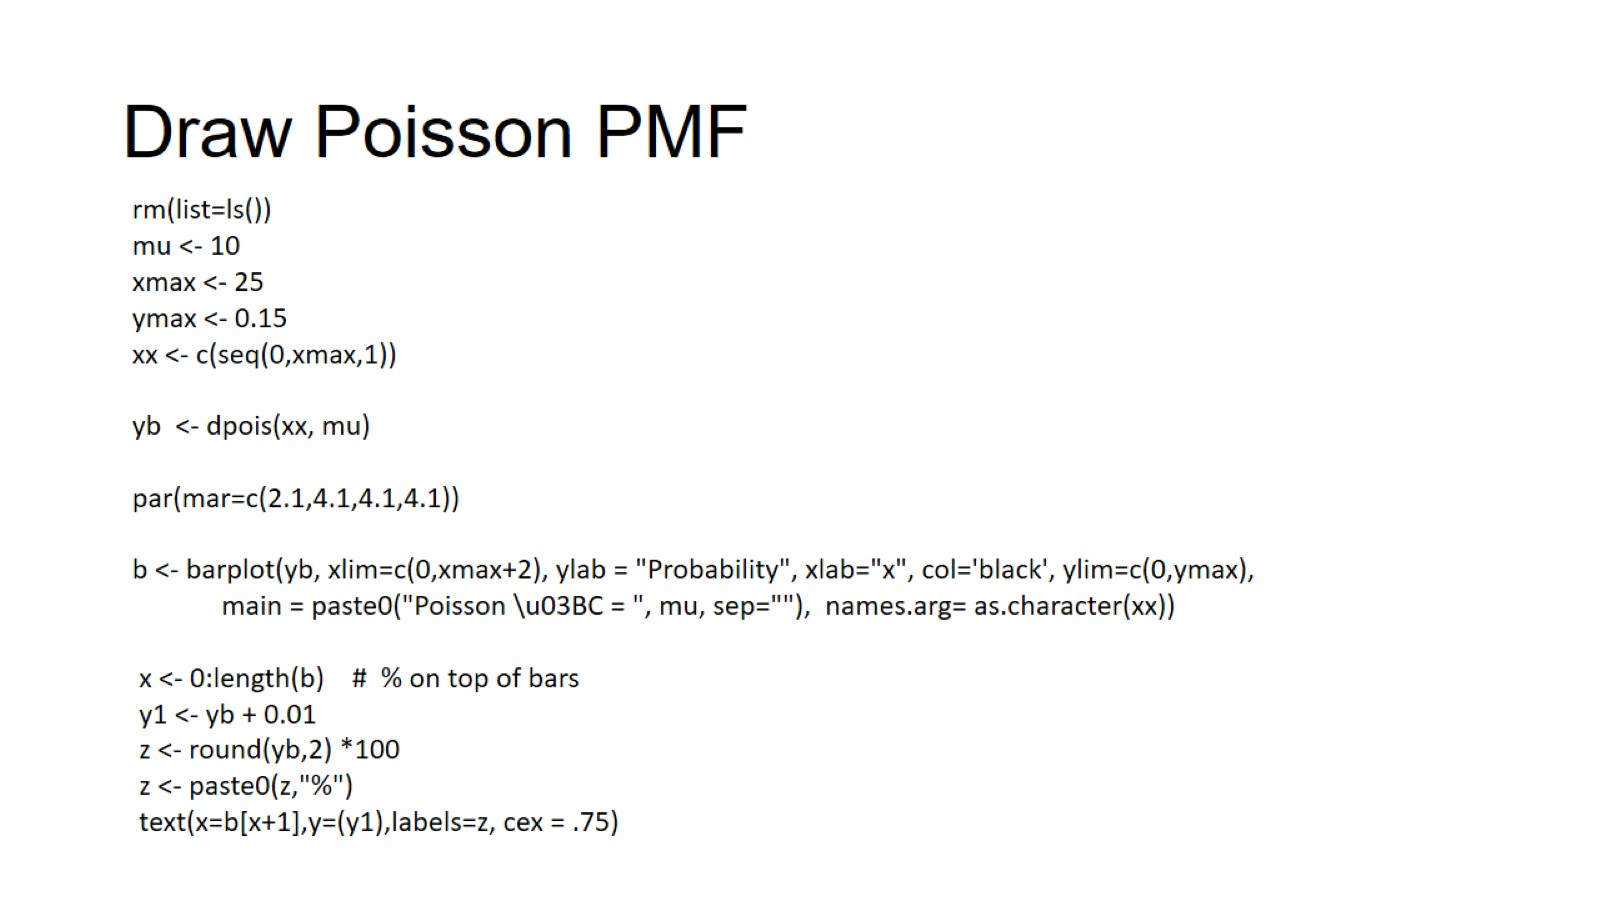 Draw Poisson PMF
rm(list=ls())
mu <- 10
xmax <- 25
ymax <- 0.15
xx <- c(seq(0,xmax,1))
yb  <- dpois(xx, mu)
par(mar=c(2.1,4.1,4.1,4.1))
b <- barplot(yb, xlim=c(0,xmax+2), ylab = "Probability", xlab="x", col='black', ylim=c(0,ymax),
main = paste0("Poisson \u03BC = ", mu, sep=""),  names.arg= as.character(xx))
x <- 0:length(b)    #  % on top of bars
y1 <- yb + 0.01
z <- round(yb,2) *100
z <- paste0(z,"%")
text(x=b[x+1],y=(y1),labels=z, cex = .75)